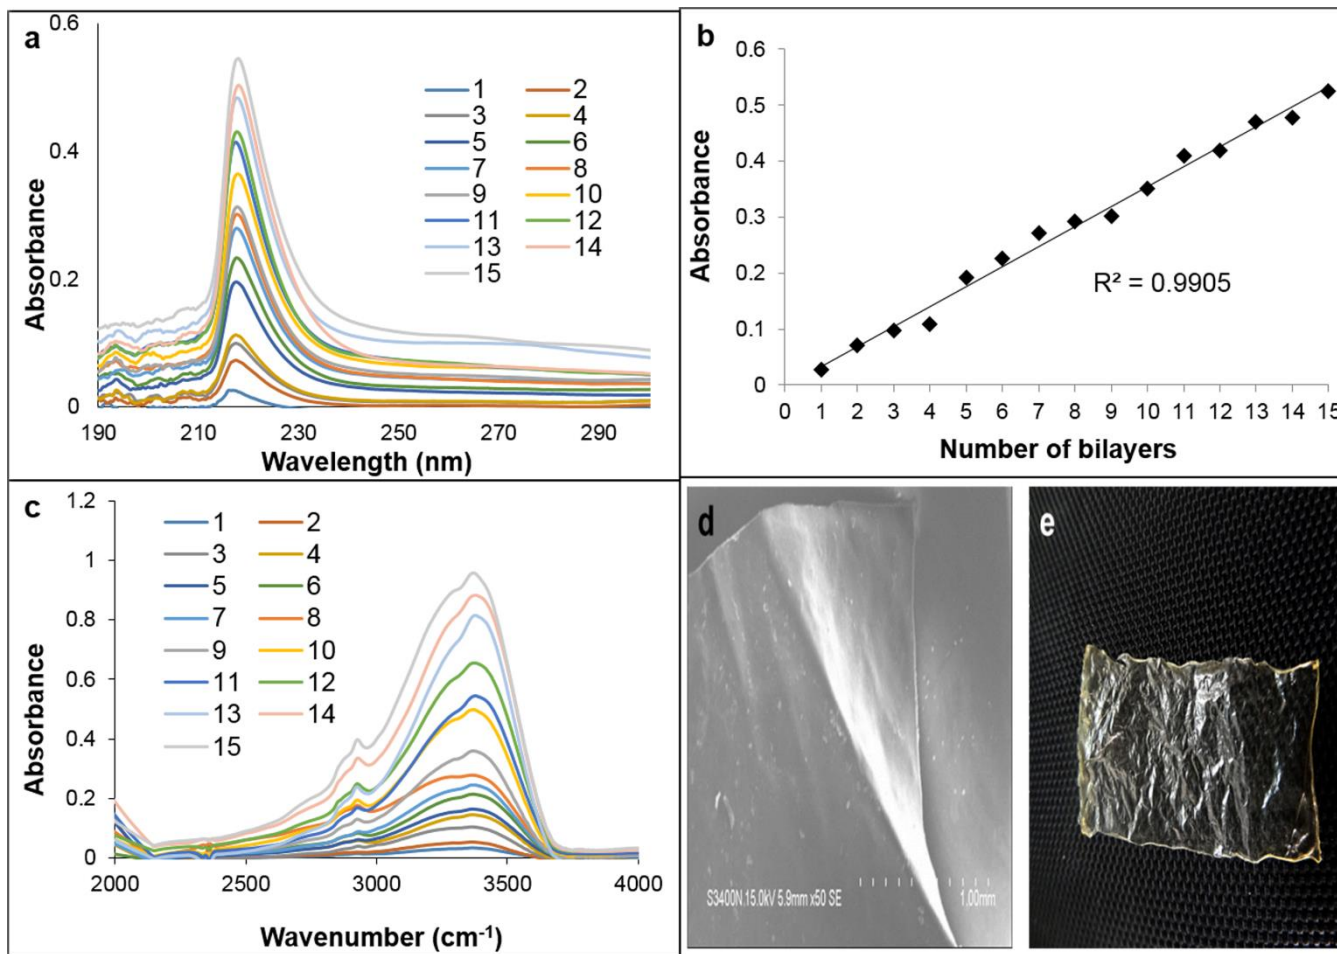 a
0.6
0.4
0.2
0
Absorbance
1 2
3 4
5 6
7 8
9 10
11 12
13 14
15
190 210 230 250 270 290
Wavelength (nm)
b
0.6
0.5
0.4
0.3
0.2
0.1
0
Absorbance
R² = 0.9905
0 1 2 3 4 5 6 7 8 9 10 11 12 13 14 15
Number of bilayers
c
1.2
1
0.8
0.6
0.4
0.2
0
Absorbance
1 2
3 4
5 6
7 8
9 10
11 12
13 14
15
2000 2500 3000 3500 4000
Wavenumber (cm⁻¹)
d
S3400N 15.0kV 5.9mm x50 SE 1.00mm
e